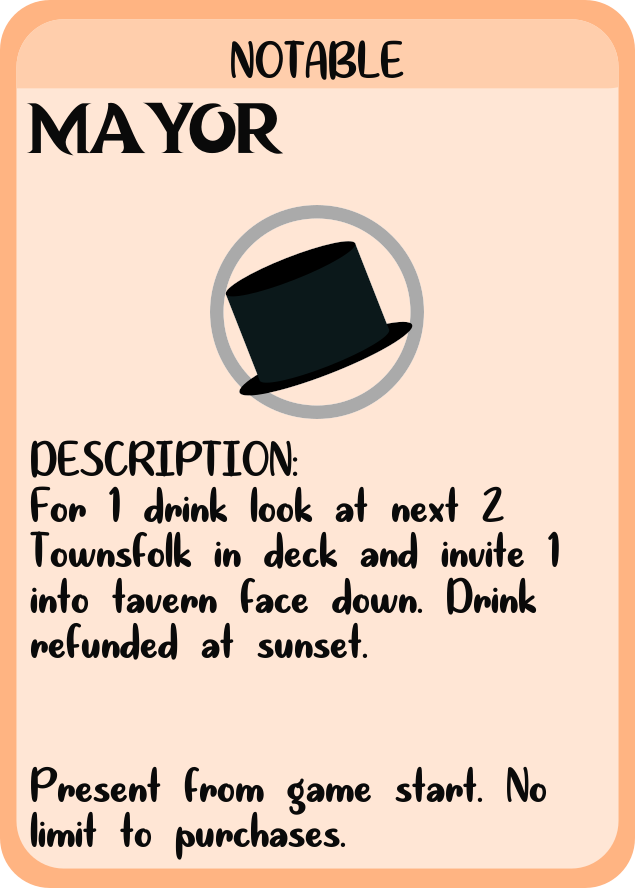 NOTABLE
MAYOR
DESCRIPTION:
For 1 drink look at next 2
Townsfolk in deck and invite 1
into tavern face down. Drink
refunded at sunset.
Present from game start. No
limit to purchases.